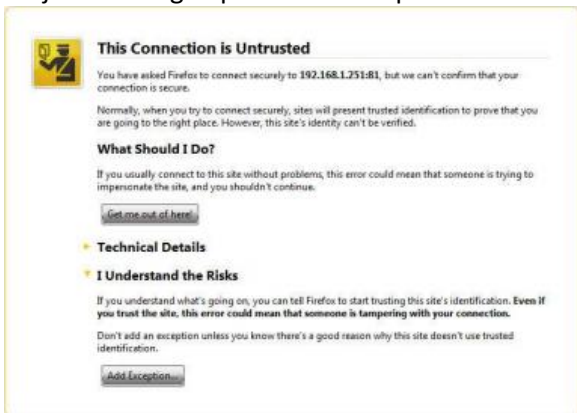 This Connection is Untrusted
You have asked Firefox to connect securely to 192.168.1.251:81, but we can't confirm that your
connection is secure.
Normally, when you try to connect securely, sites will present trusted identification to prove that you
are going to the right place. However, this site's identity can't be verified.
What Should I Do?
If you usually connect to this site without problems, this error could mean that someone is trying to
impersonate the site, and you shouldn't continue.
Get me out of here!
Technical Details
I Understand the Risks
If you understand what's going on, you can tell Firefox to start trusting this site's identification. Even if
you trust the site, this error could mean that someone is tampering with your connection.
Don't add an exception unless you know there's a good reason why this site doesn't use trusted
identification.
Add Exception...